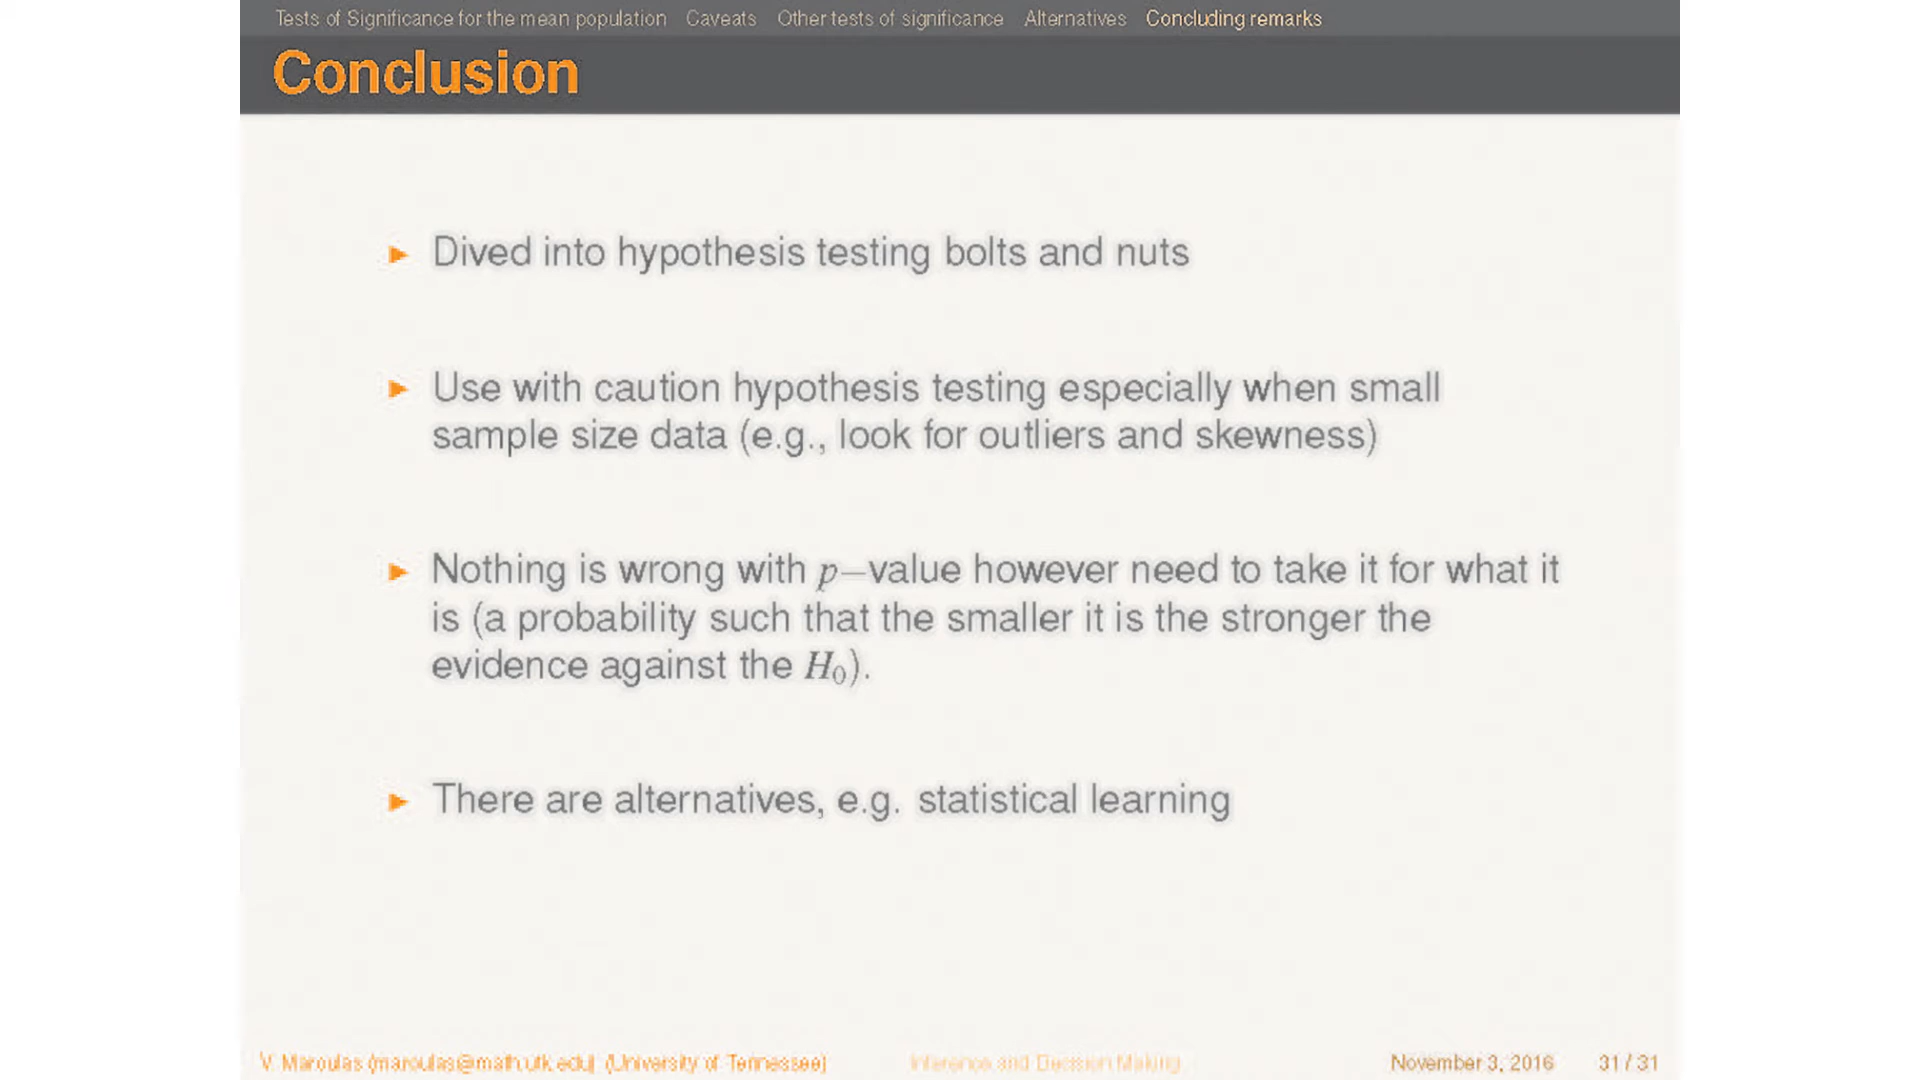 Tests of Significance for the mean population Caveats Other tests of significance Alternatives Concluding remarks
Conclusion
▶ Dived into hypothesis testing bolts and nuts
▶ Use with caution hypothesis testing especially when small
sample size data (e.g., look for outliers and skewness)
▶ Nothing is wrong with p−value however need to take it for what it
is (a probability such that the smaller it is the stronger the
evidence against the H₀).
▶ There are alternatives, e.g. statistical learning
V. Maroulas (maroulas@math.utk.edu) (University of Tennessee) Inference and Decision Making November 3, 2016 31 / 31